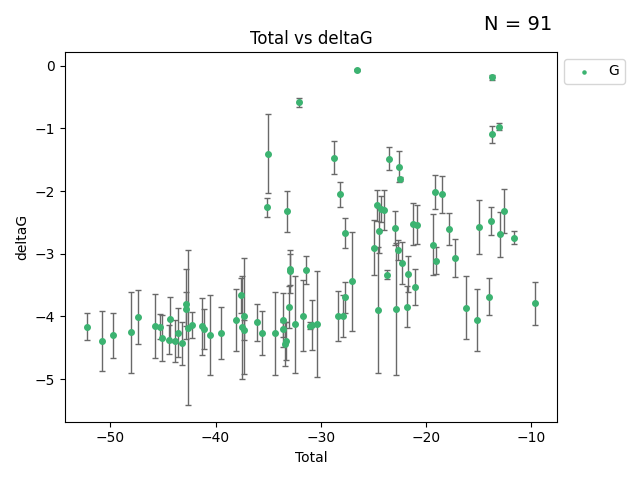 N = 91
Total vs deltaG
G
deltaG
0
−1
−2
−3
−4
−5
−50
−40
−30
−20
−10
Total